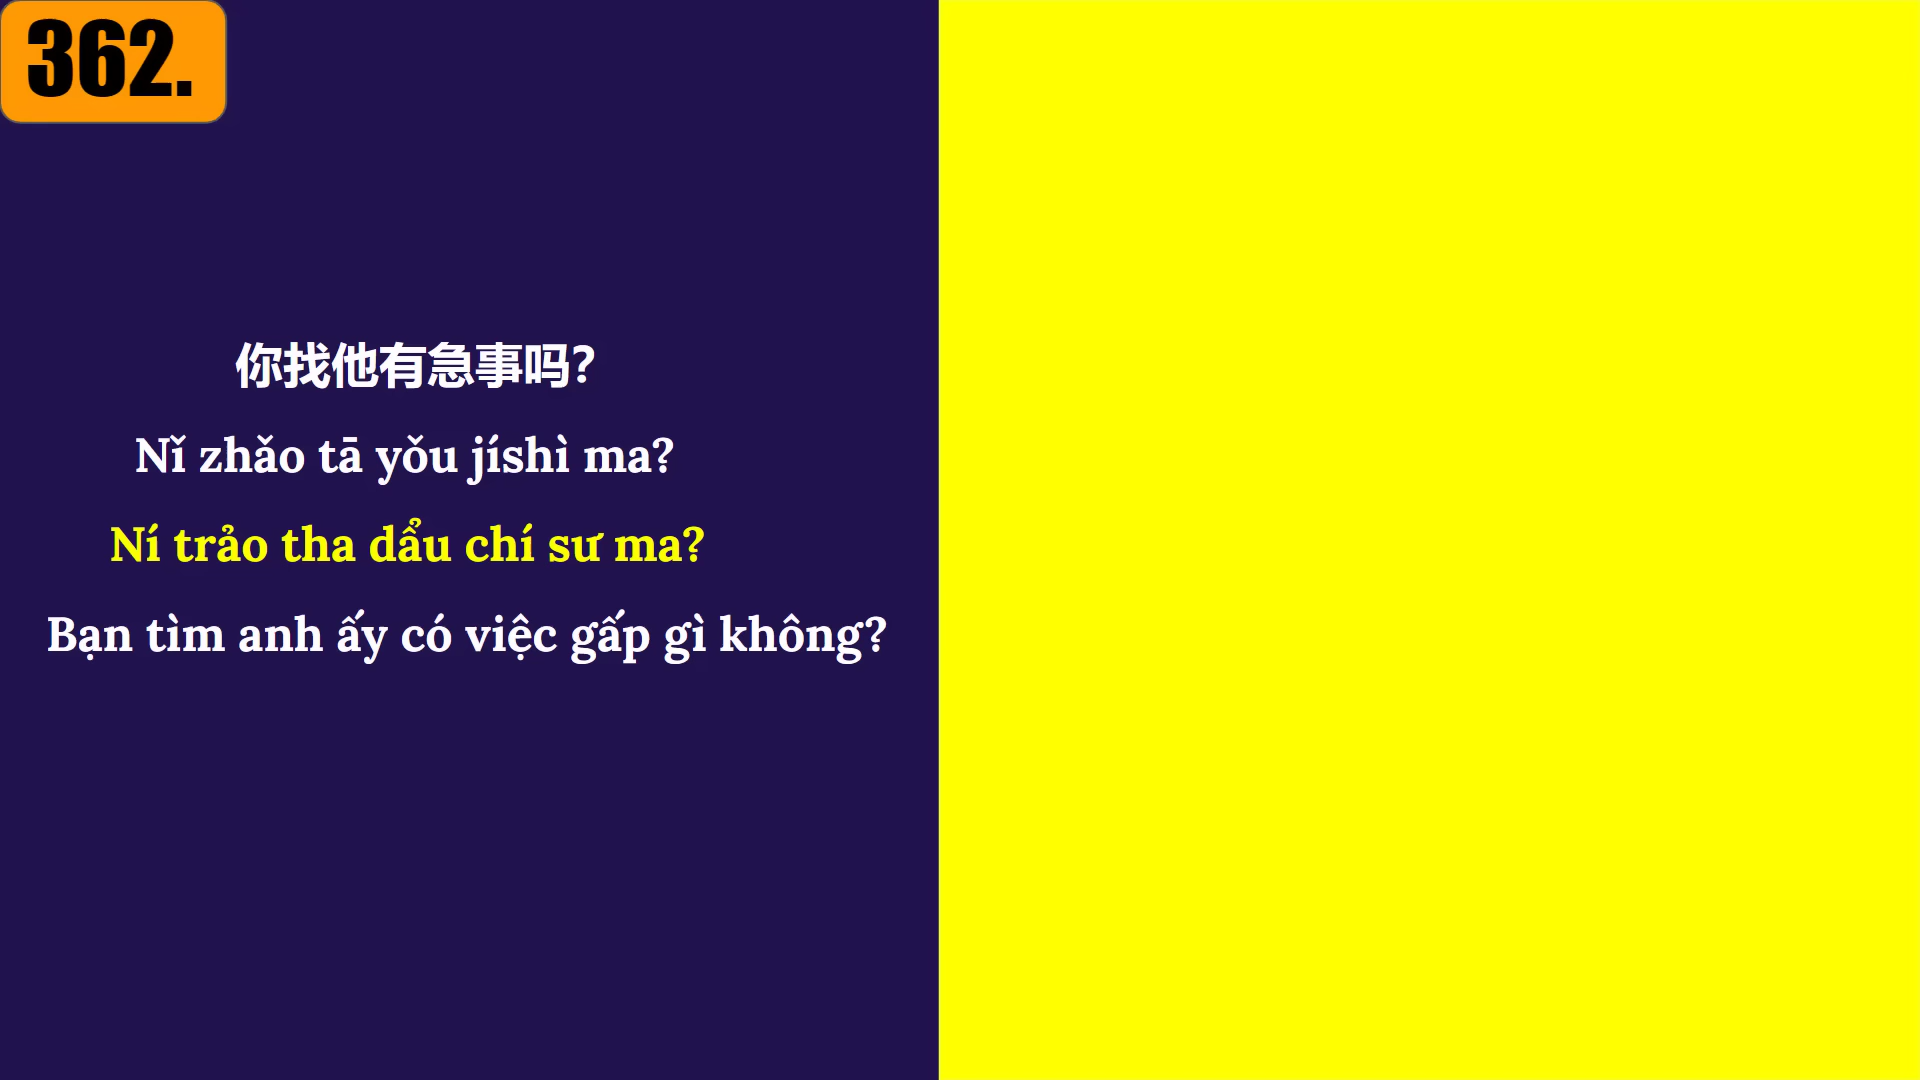 362.
你找他有急事吗?
Nǐ zhǎo tā yǒu jíshì ma?
Ní trảo tha dẩu chí sư ma?
Bạn tìm anh ấy có việc gấp gì không?